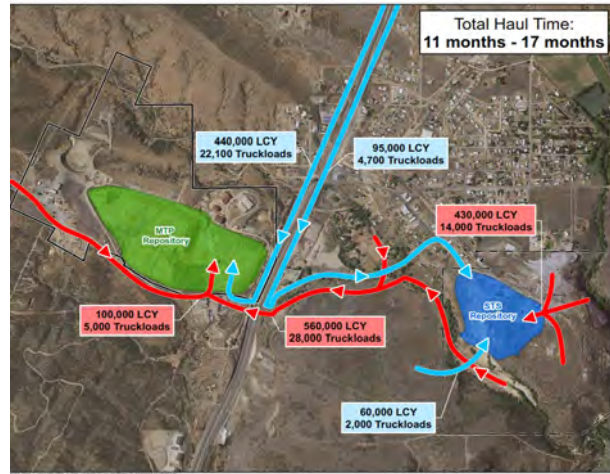 Total Haul Time:
11 months - 17 months
440,000 LCY
22,100 Truckloads
95,000 LCY
4,700 Truckloads
430,000 LCY
14,000 Truckloads
MTP
Repository
STS
Repository
100,000 LCY
5,000 Truckloads
560,000 LCY
28,000 Truckloads
60,000 LCY
2,000 Truckloads